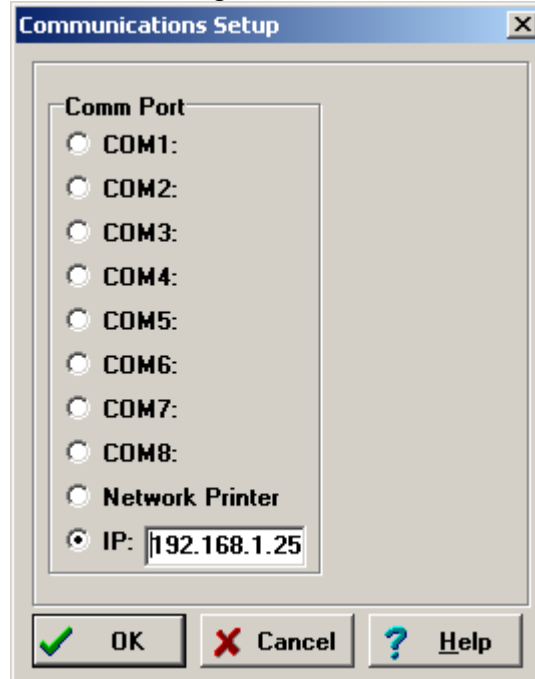 Communications Setup
Comm Port
COM1:
COM2:
COM3:
COM4:
COM5:
COM6:
COM7:
COM8:
Network Printer
IP: 192.168.1.25
OK Cancel Help